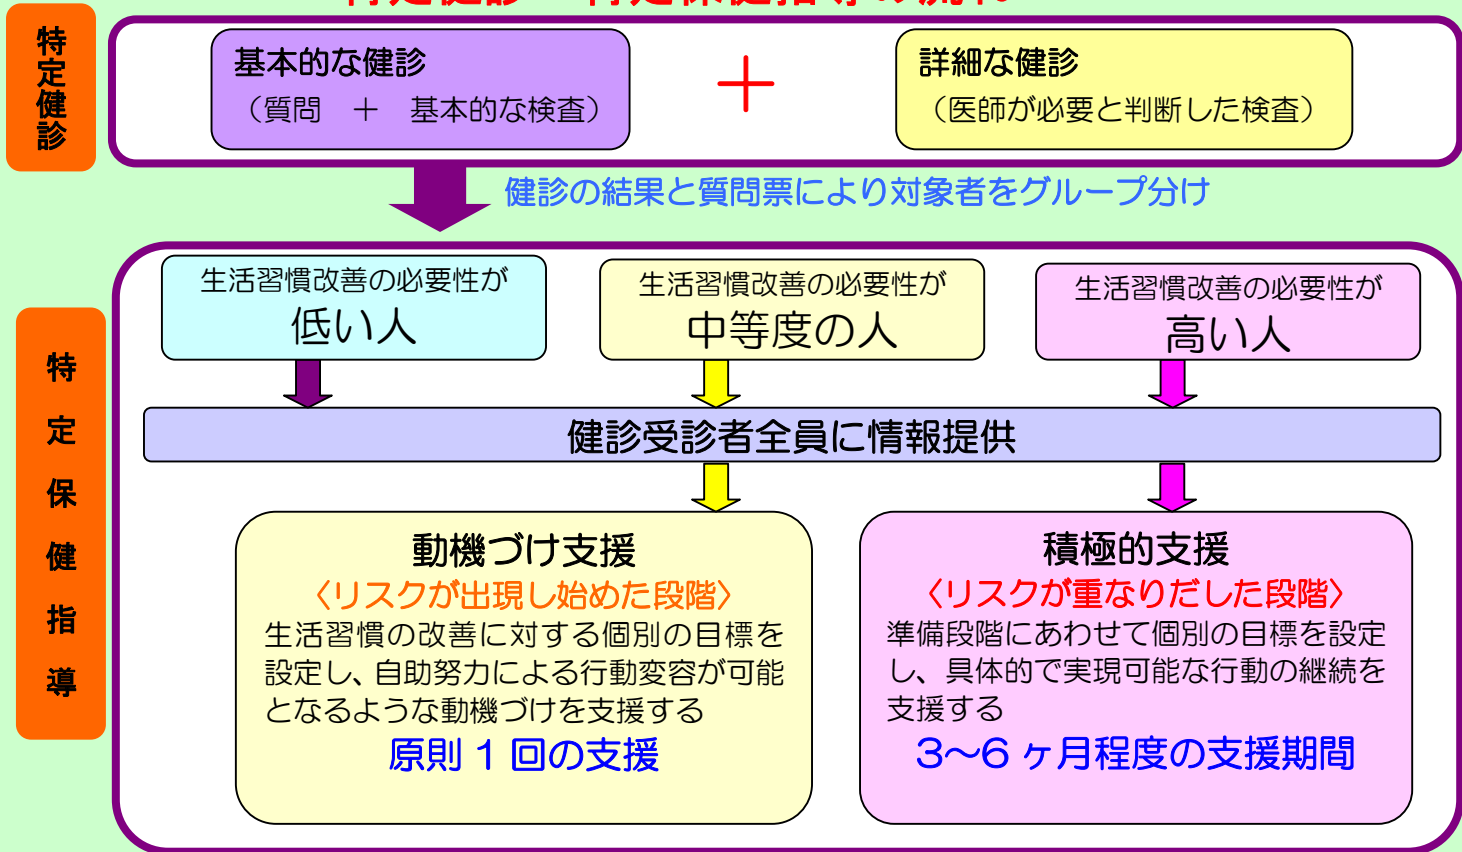 特定健診
基本的な健診
（質問　＋　基本的な検査）
＋
詳細な健診
（医師が必要と判断した検査）
健診の結果と質問票により対象者をグループ分け
特定保健指導
生活習慣改善の必要性が
低い人
生活習慣改善の必要性が
中等度の人
生活習慣改善の必要性が
高い人
健診受診者全員に情報提供
動機づけ支援
〈リスクが出現し始めた段階〉
生活習慣の改善に対する個別の目標を
設定し、自助努力による行動変容が可能
となるような動機づけを支援する
原則 1 回の支援
積極的支援
〈リスクが重なりだした段階〉
準備段階にあわせて個別の目標を設定
し、具体的で実現可能な行動の継続を
支援する
3～6 ヶ月程度の支援期間